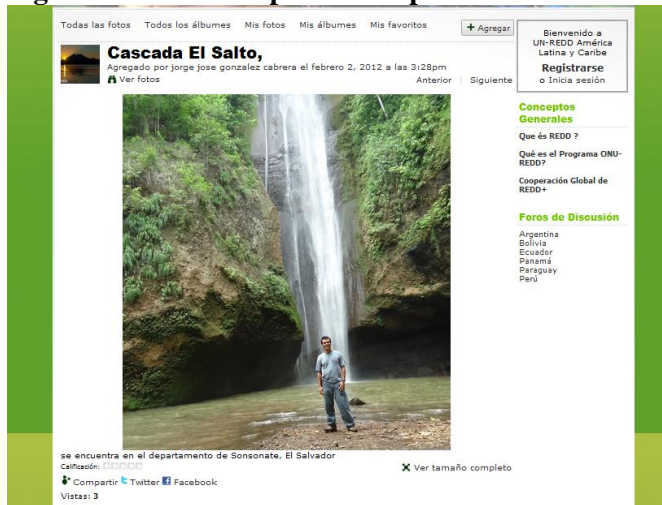 Todas las fotos Todos los álbumes Mis fotos Mis álbumes Mis favoritos
+ Agregar
Cascada El Salto,
Agregado por jorge jose gonzalez cabrera el febrero 2, 2012 a las 3:28pm
Ver fotos
Anterior | Siguiente
se encuentra en el departamento de Sonsonate, El Salvador
Calificación:
Ver tamaño completo
Compartir Twitter Facebook
Vistas: 3
Bienvenido a
UN-REDD América
Latina y Caribe
Registrarse
o Inicia sesión
Conceptos
Generales
Que és REDD ?
Qué es el Programa ONU-
REDD?
Cooperación Global de
REDD+
Foros de Discusión
Argentina
Bolivia
Ecuador
Panamá
Paraguay
Perú